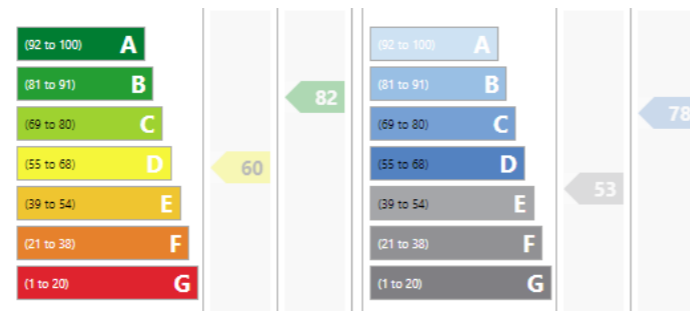 (92 to 100) A
(81 to 91) B
82
(69 to 80) C
(55 to 68) D
60
(39 to 54) E
(21 to 38) F
(1 to 20) G
(92 to 100) A
(81 to 91) B
78
(69 to 80) C
(55 to 68) D
53
(39 to 54) E
(21 to 38) F
(1 to 20) G